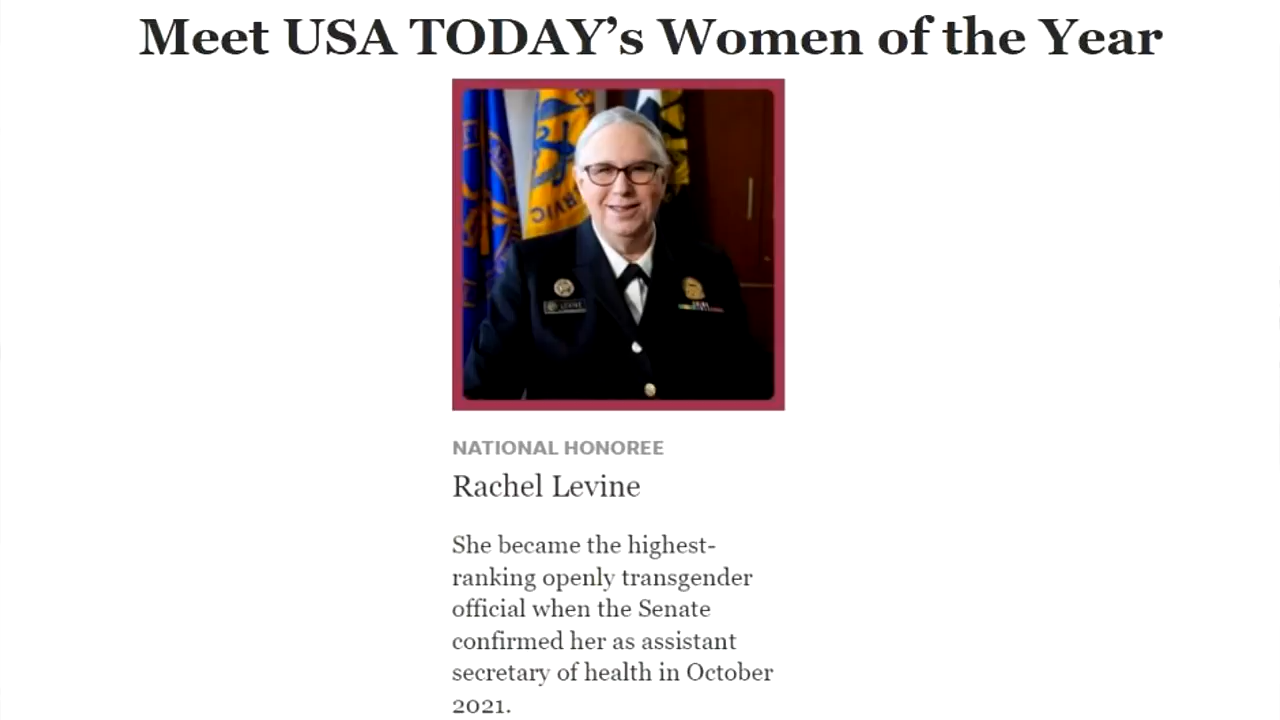 Meet USA TODAY’s Women of the Year
LEVINE
NATIONAL HONOREE
Rachel Levine
She became the highest-
ranking openly transgender
official when the Senate
confirmed her as assistant
secretary of health in October
2021.